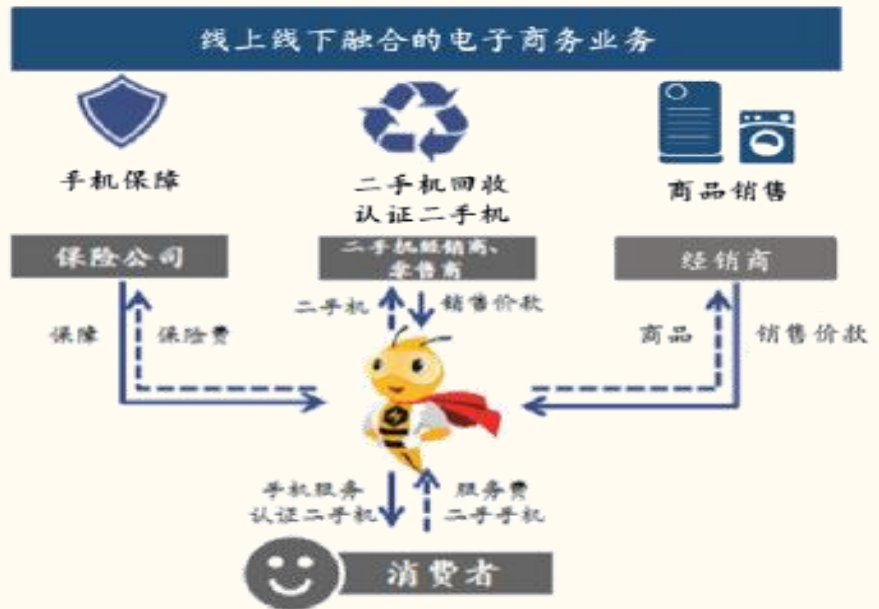 线上线下融合的电子商务业务
手机保障
二手机回收
认证二手机
商品销售
保险公司
二手机经销商、
零售商
经销商
二手机
销售价款
保障
保险费
商品
销售价款
手机服务
认证二手机
服务费
二手手机
消费者